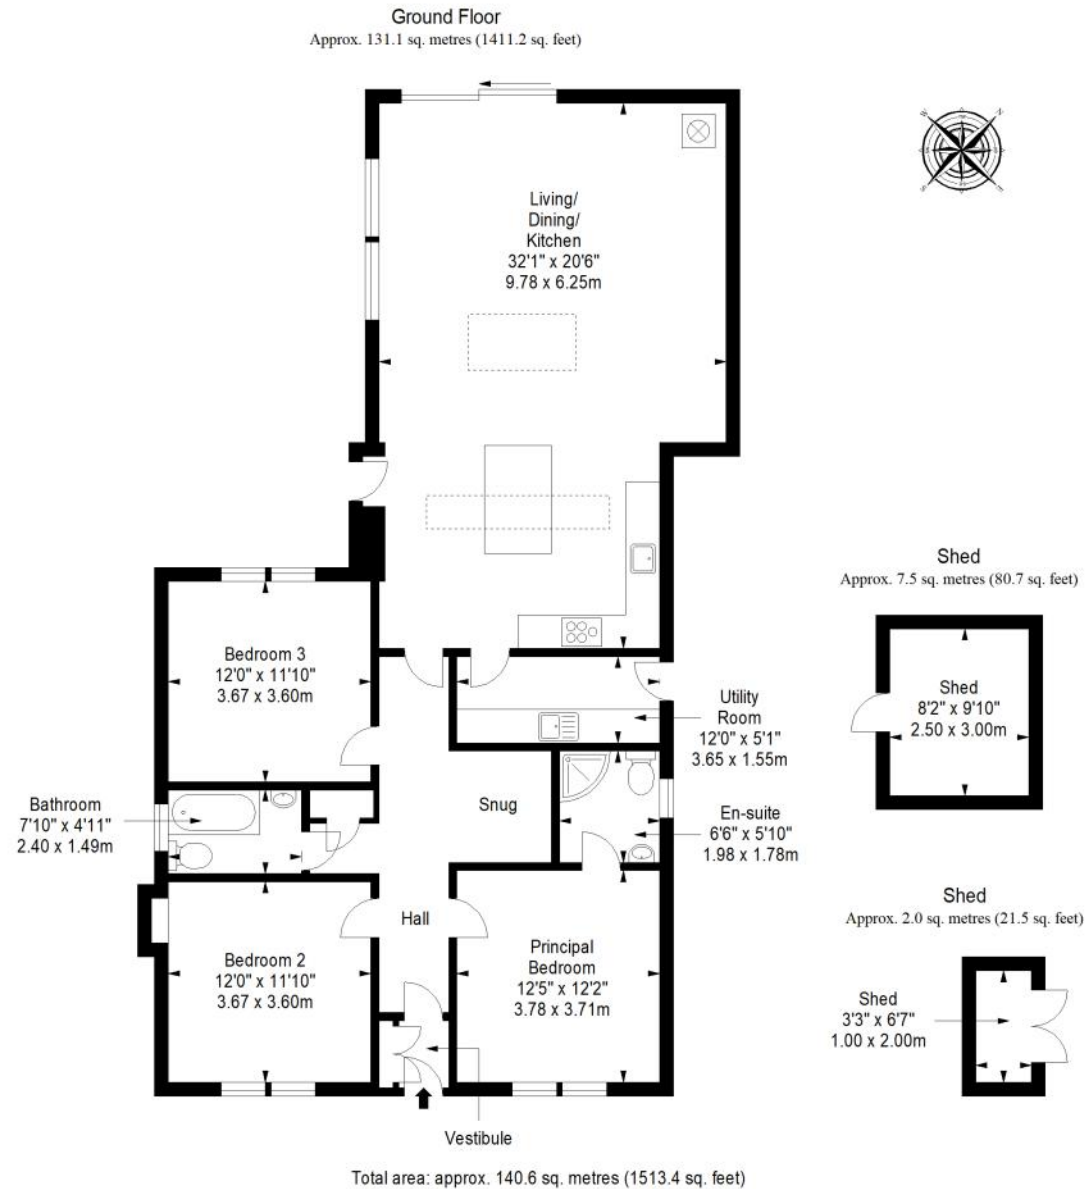 Ground Floor
Approx. 131.1 sq. metres (1411.2 sq. feet)
W
N
S
E
Living/
Dining/
Kitchen
32'1" x 20'6"
9.78 x 6.25m
Shed
Approx. 7.5 sq. metres (80.7 sq. feet)
Shed
8'2" x 9'10"
2.50 x 3.00m
Bedroom 3
12'0" x 11'10"
3.67 x 3.60m
Utility
Room
12'0" x 5'1"
3.65 x 1.55m
Bathroom
7'10" x 4'11"
2.40 x 1.49m
Snug
En-suite
6'6" x 5'10"
1.98 x 1.78m
Shed
Approx. 2.0 sq. metres (21.5 sq. feet)
Hall
Bedroom 2
12'0" x 11'10"
3.67 x 3.60m
Principal
Bedroom
12'5" x 12'2"
3.78 x 3.71m
Shed
3'3" x 6'7"
1.00 x 2.00m
Vestibule
Total area: approx. 140.6 sq. metres (1513.4 sq. feet)